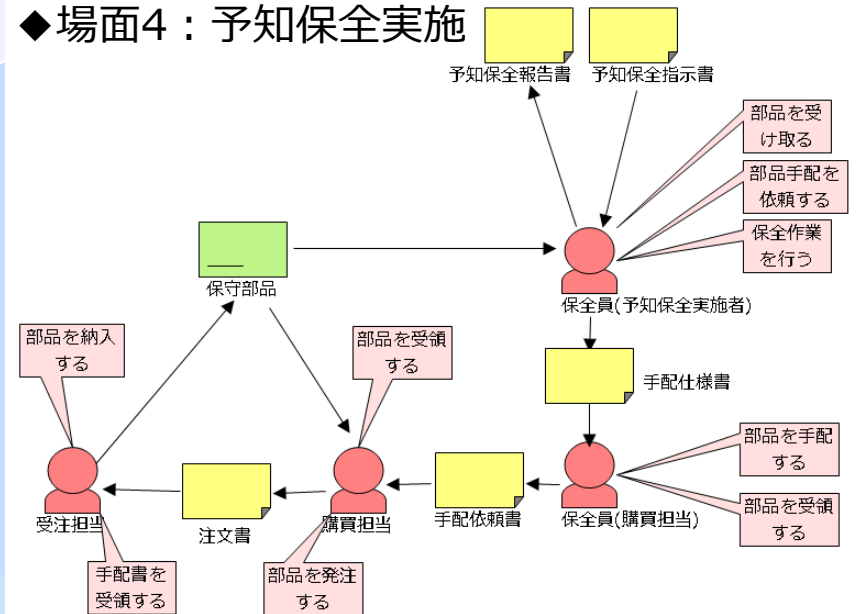 ◆場面4：予知保全実施
予知保全報告書
予知保全指示書
部品を受
け取る
部品手配を
依頼する
保全作業
を行う
保守部品
保全員(予知保全実施者)
部品を納入
する
部品を受領
する
手配仕様書
部品を手配
する
部品を受領
する
受注担当
注文書
購買担当
手配依頼書
保全員(購買担当)
手配書を
受領する
部品を発注
する